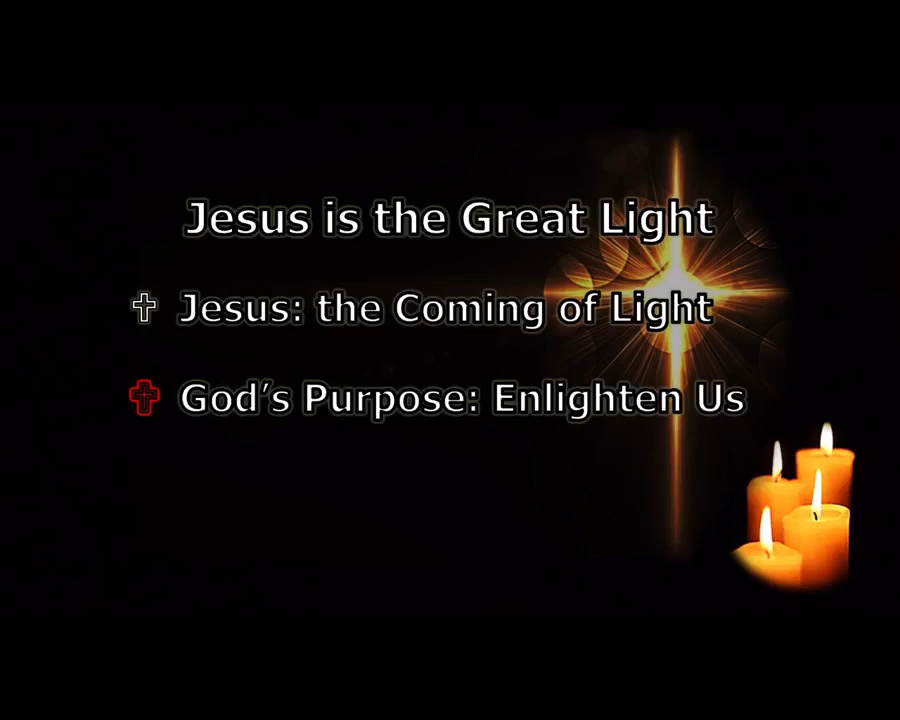 Jesus is the Great Light
✞ Jesus: the Coming of Light
✞ God’s Purpose: Enlighten Us